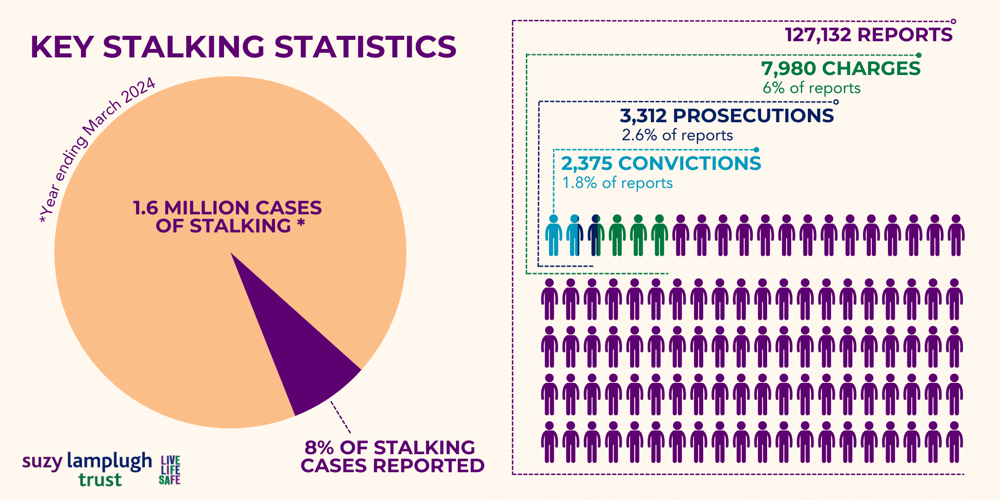 KEY STALKING STATISTICS
*Year ending March 2024
1.6 MILLION CASES
OF STALKING *
8% OF STALKING
CASES REPORTED
suzy lamplugh
trust
LIVE
LIFE
SAFE
127,132 REPORTS
7,980 CHARGES
6% of reports
3,312 PROSECUTIONS
2.6% of reports
2,375 CONVICTIONS
1.8% of reports